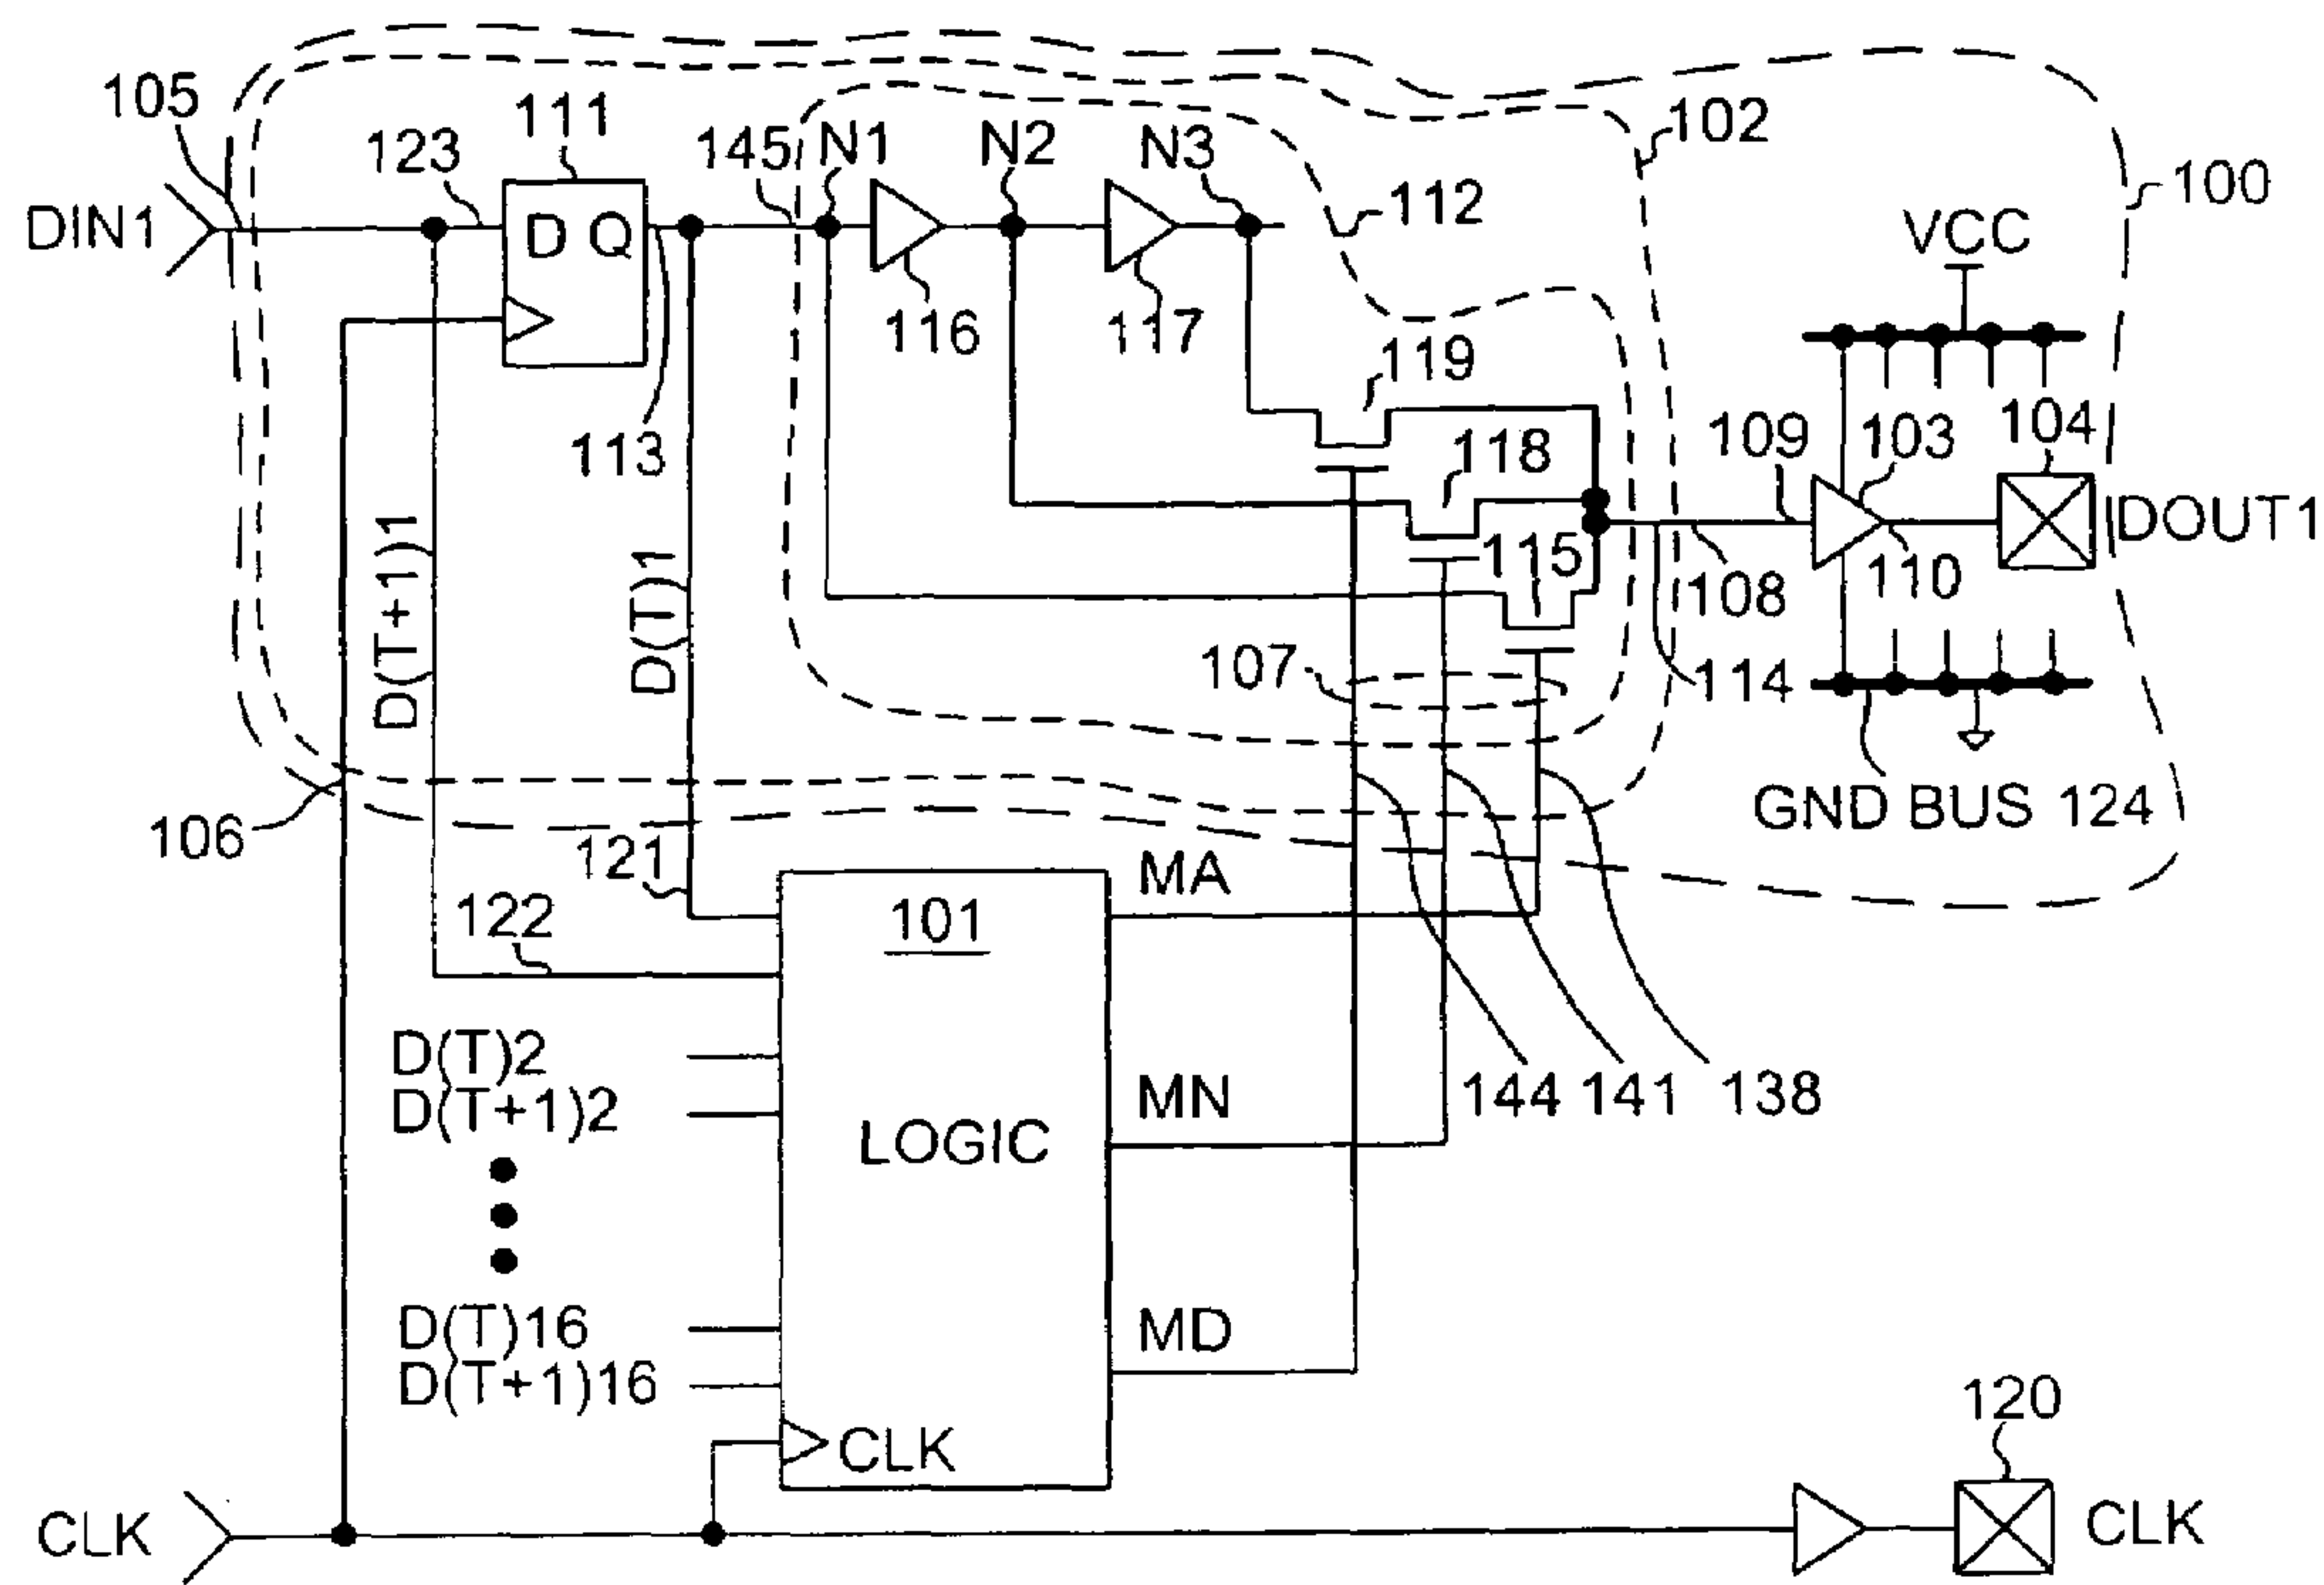 105
123
111
145
N1
N2
N3
102
112
100
DIN1
D Q
VCC
116
117
119
113
118
109
103
104
DOUT1
115
110
108
D(T+1)1
D(T)1
107
114
106
GND BUS 124
121
MA
122
101
D(T)2
D(T+1)2
LOGIC
MN
144 141 138
D(T)16
D(T+1)16
MD
CLK
120
CLK
CLK